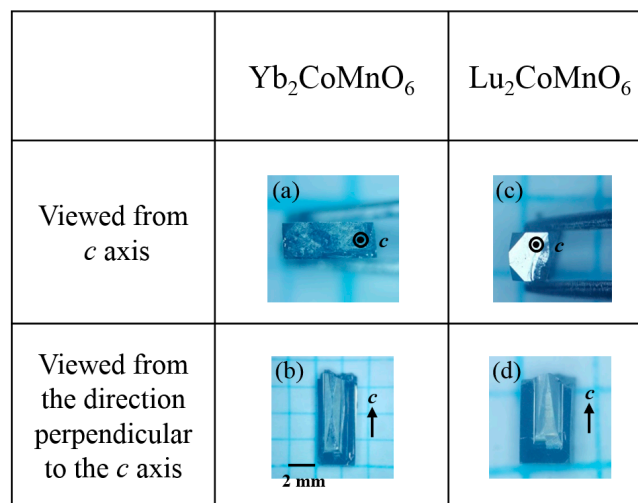 Yb₂CoMnO₆
Lu₂CoMnO₆
Viewed from
c axis
(a)
c
(c)
c
Viewed from
the direction
perpendicular
to the c axis
(b)
c
2 mm
(d)
c